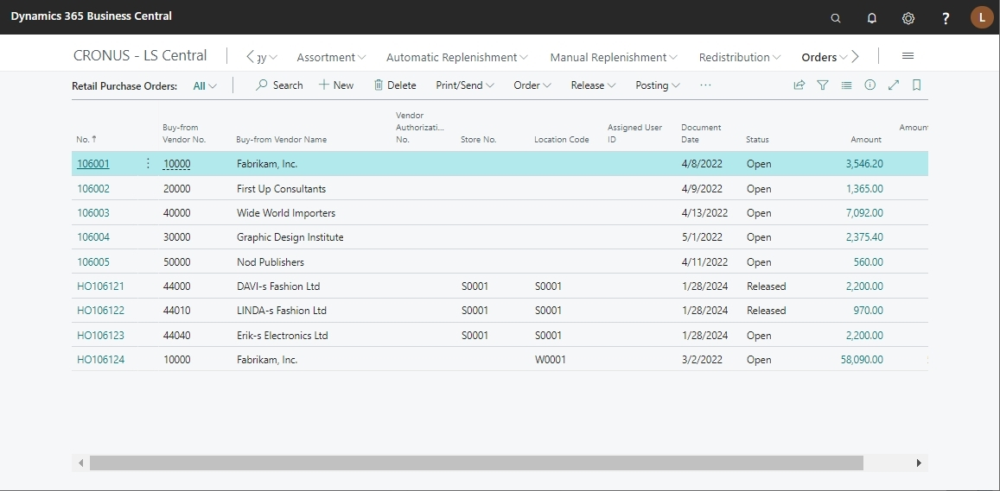 Dynamics 365 Business Central
L
CRONUS - LS Central
gy Assortment Automatic Replenishment Manual Replenishment Redistribution Orders
Retail Purchase Orders: All Search New Delete Print/Send Order Release Posting ...
No. ↑ Buy-from Vendor No. Buy-from Vendor Name Vendor Authorizati... No. Store No. Location Code Assigned User ID Document Date Status Amount Amoun
106001 10000 Fabrikam, Inc. 4/8/2022 Open 3,546.20
106002 20000 First Up Consultants 4/9/2022 Open 1,365.00
106003 40000 Wide World Importers 4/13/2022 Open 7,092.00
106004 30000 Graphic Design Institute 5/1/2022 Open 2,375.40
106005 50000 Nod Publishers 4/11/2022 Open 560.00
HO106121 44000 DAVI-s Fashion Ltd S0001 S0001 1/28/2024 Released 2,200.00
HO106122 44010 LINDA-s Fashion Ltd S0001 S0001 1/28/2024 Released 970.00
HO106123 44040 Erik-s Electronics Ltd S0001 S0001 1/28/2024 Open 2,200.00
HO106124 10000 Fabrikam, Inc. W0001 3/2/2022 Open 58,090.00